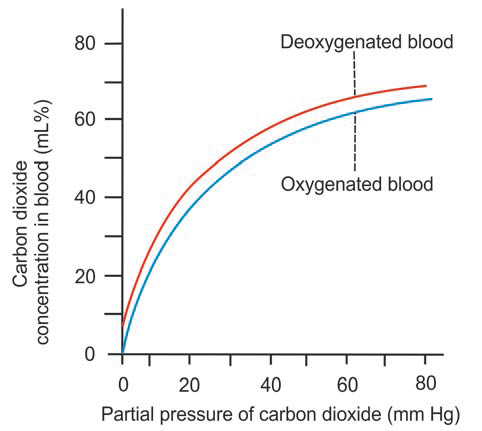 Deoxygenated blood
Oxygenated blood
Carbon dioxide
concentration in blood (mL%)
80
60
40
20
0
0 20 40 60 80
Partial pressure of carbon dioxide (mm Hg)